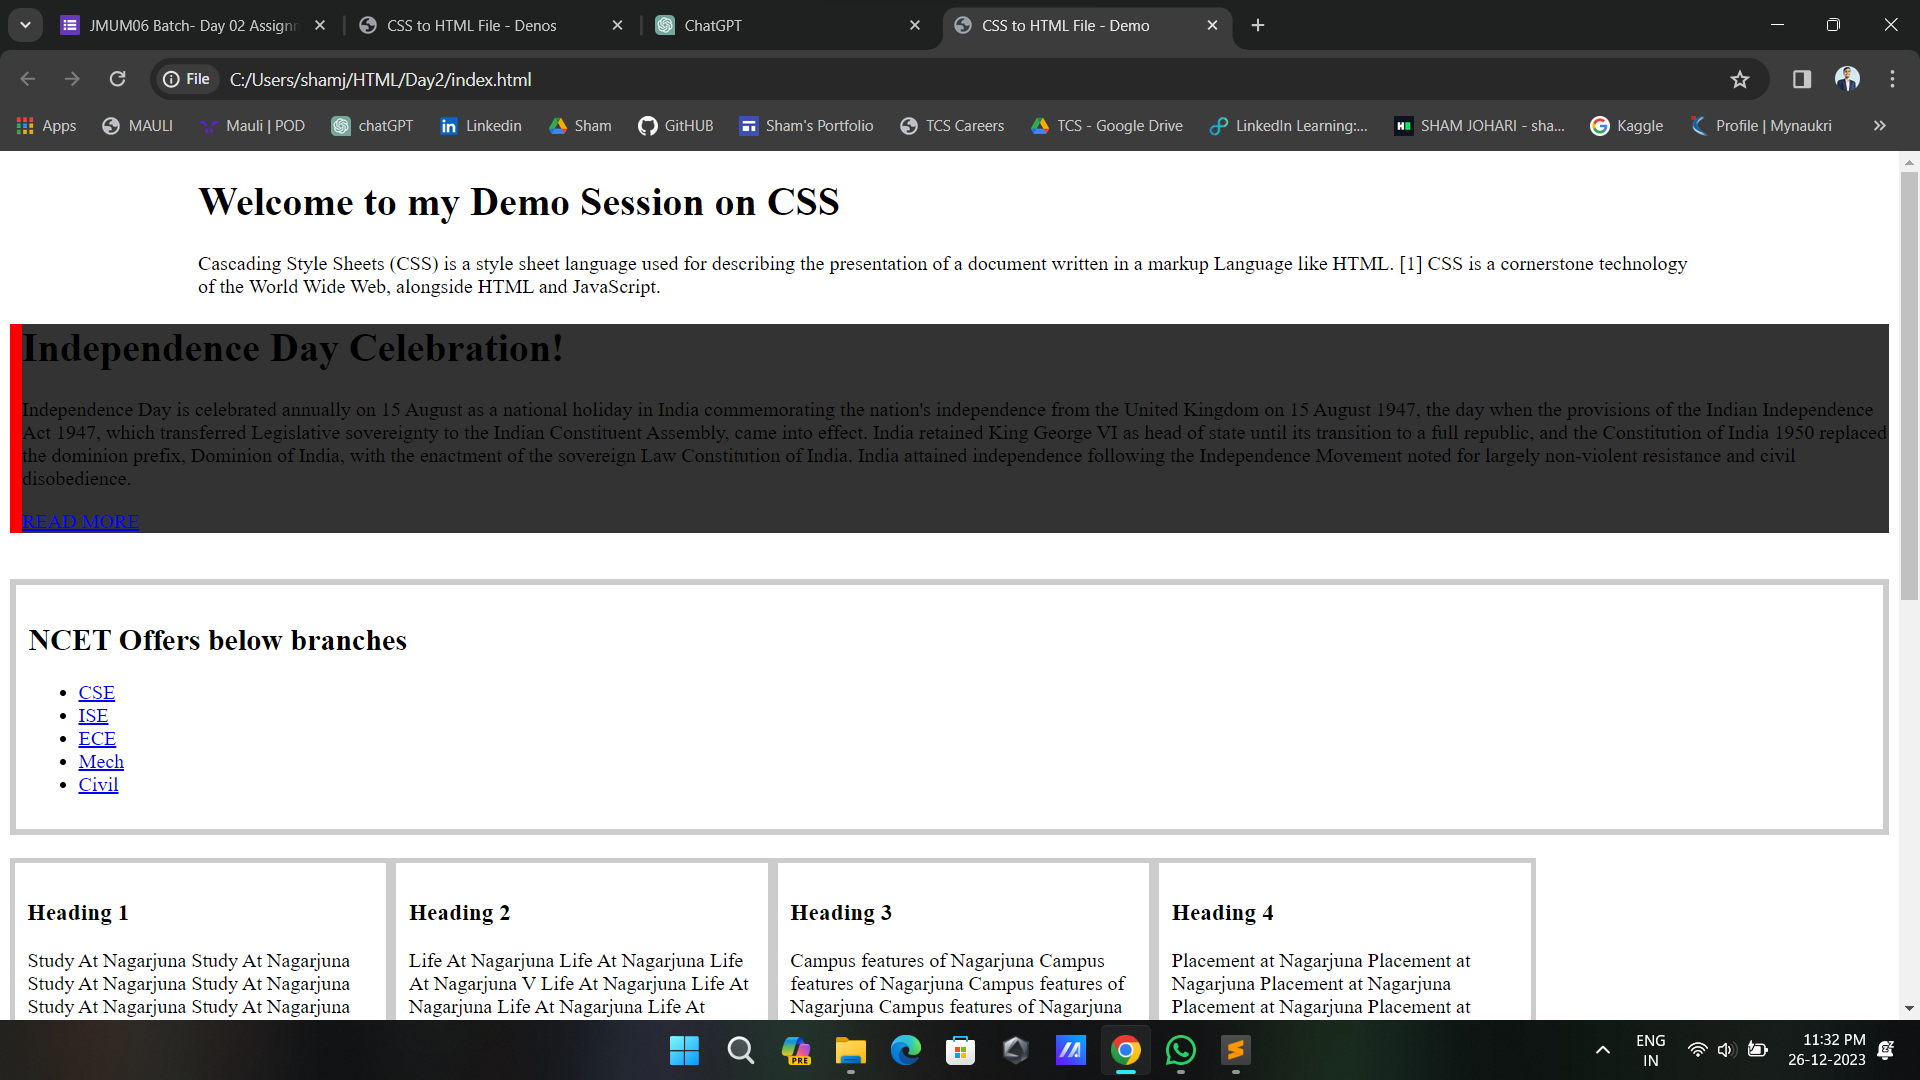 JMUM06 Batch- Day 02 Assignm
CSS to HTML File - Denos
ChatGPT
CSS to HTML File - Demo
File
C:/Users/shamj/HTML/Day2/index.html
Apps
MAULI
Mauli | POD
chatGPT
Linkedin
Sham
GitHUB
Sham's Portfolio
TCS Careers
TCS - Google Drive
LinkedIn Learning:...
SHAM JOHARI - sha...
Kaggle
Profile | Mynaukri
Welcome to my Demo Session on CSS
Cascading Style Sheets (CSS) is a style sheet language used for describing the presentation of a document written in a markup Language like HTML. [1] CSS is a cornerstone technology
of the World Wide Web, alongside HTML and JavaScript.
Independence Day Celebration!
Independence Day is celebrated annually on 15 August as a national holiday in India commemorating the nation's independence from the United Kingdom on 15 August 1947, the day when the provisions of the Indian Independence
Act 1947, which transferred Legislative sovereignty to the Indian Constituent Assembly, came into effect. India retained King George VI as head of state until its transition to a full republic, and the Constitution of India 1950 replaced
the dominion prefix, Dominion of India, with the enactment of the sovereign Law Constitution of India. India attained independence following the Independence Movement noted for largely non-violent resistance and civil
disobedience.
READ MORE
NCET Offers below branches
CSE
ISE
ECE
Mech
Civil
Heading 1
Study At Nagarjuna Study At Nagarjuna
Study At Nagarjuna Study At Nagarjuna
Study At Nagarjuna Study At Nagarjuna
Heading 2
Life At Nagarjuna Life At Nagarjuna Life
At Nagarjuna V Life At Nagarjuna Life At
Nagarjuna Life At Nagarjuna Life At
Heading 3
Campus features of Nagarjuna Campus
features of Nagarjuna Campus features of
Nagarjuna Campus features of Nagarjuna
Heading 4
Placement at Nagarjuna Placement at
Nagarjuna Placement at Nagarjuna
Placement at Nagarjuna Placement at
PRE
ENG
IN
11:32 PM
26-12-2023